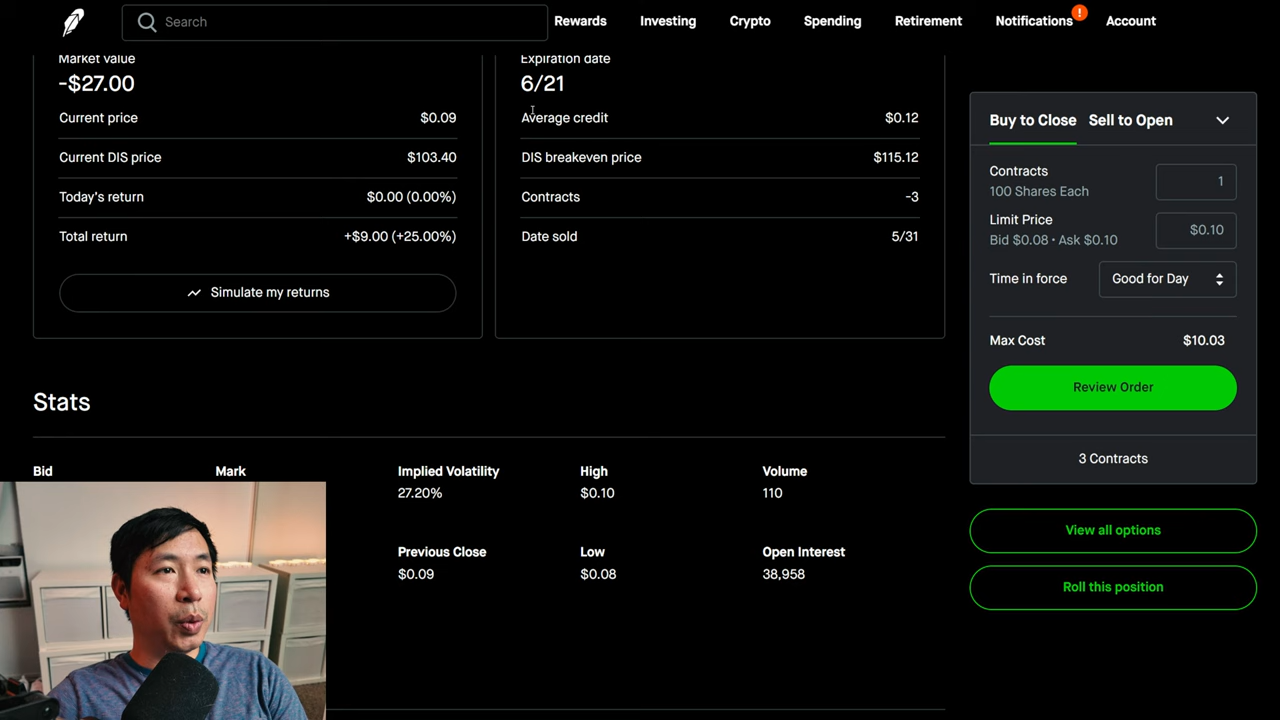 Search
Rewards
Investing
Crypto
Spending
Retirement
Notifications
!
Account
Market value
-$27.00
Current price $0.09
Current DIS price $103.40
Today's return $0.00 (0.00%)
Total return +$9.00 (+25.00%)
Simulate my returns
Expiration date
6/21
Average credit $0.12
DIS breakeven price $115.12
Contracts -3
Date sold 5/31
Buy to Close Sell to Open
Contracts 1
100 Shares Each
Limit Price $0.10
Bid $0.08 • Ask $0.10
Time in force Good for Day
Max Cost $10.03
Review Order
3 Contracts
View all options
Roll this position
Stats
Bid Mark Implied Volatility High Volume
27.20% $0.10 110
Previous Close Low Open Interest
$0.09 $0.08 38,958